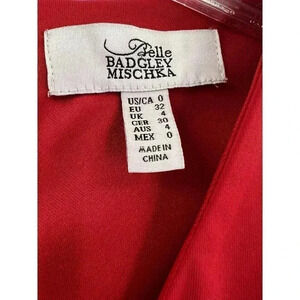 Belle
BADGLEY
MISCHKA
US/CA 0
EU 32
UK 4
GER 30
AUS 4
MEX 0
MADE IN
CHINA